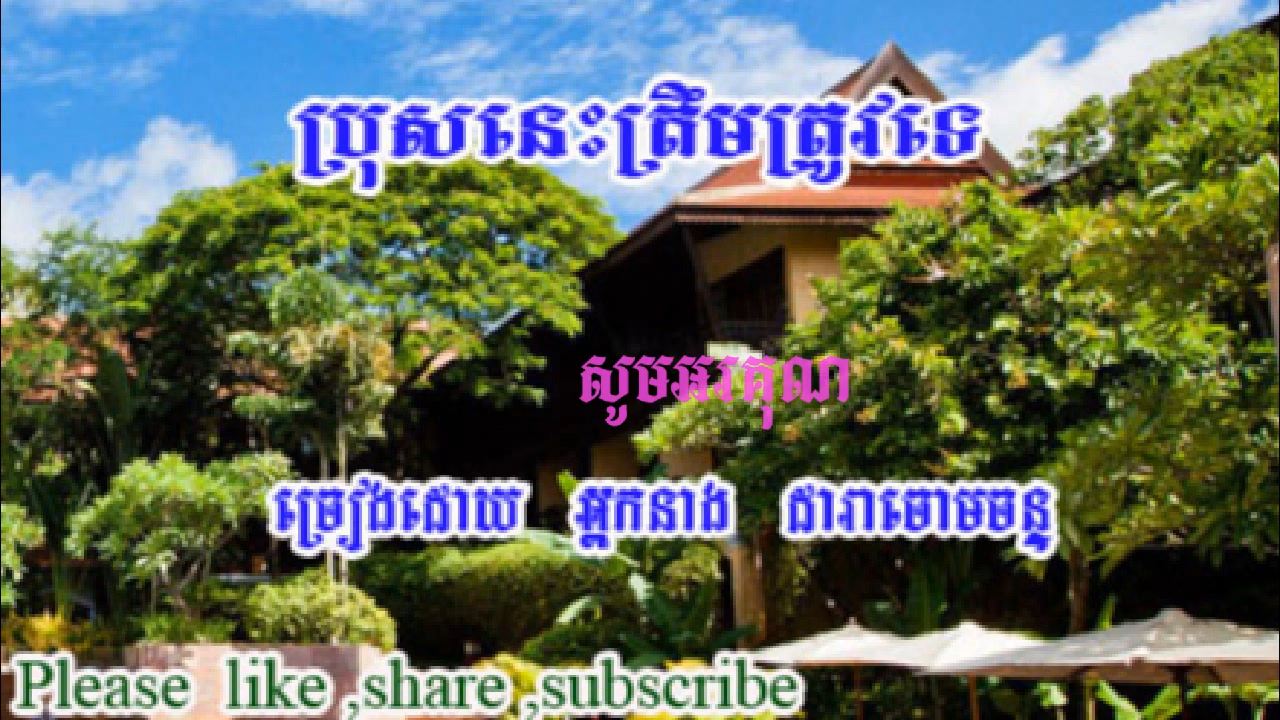 ប្រុសនេះត្រឹមត្រូវទេ
សូមអរគុណ
ច្រៀងដោយ អ្នកនាង ដារាចោមចន្ទ
Please like ,share ,subscribe